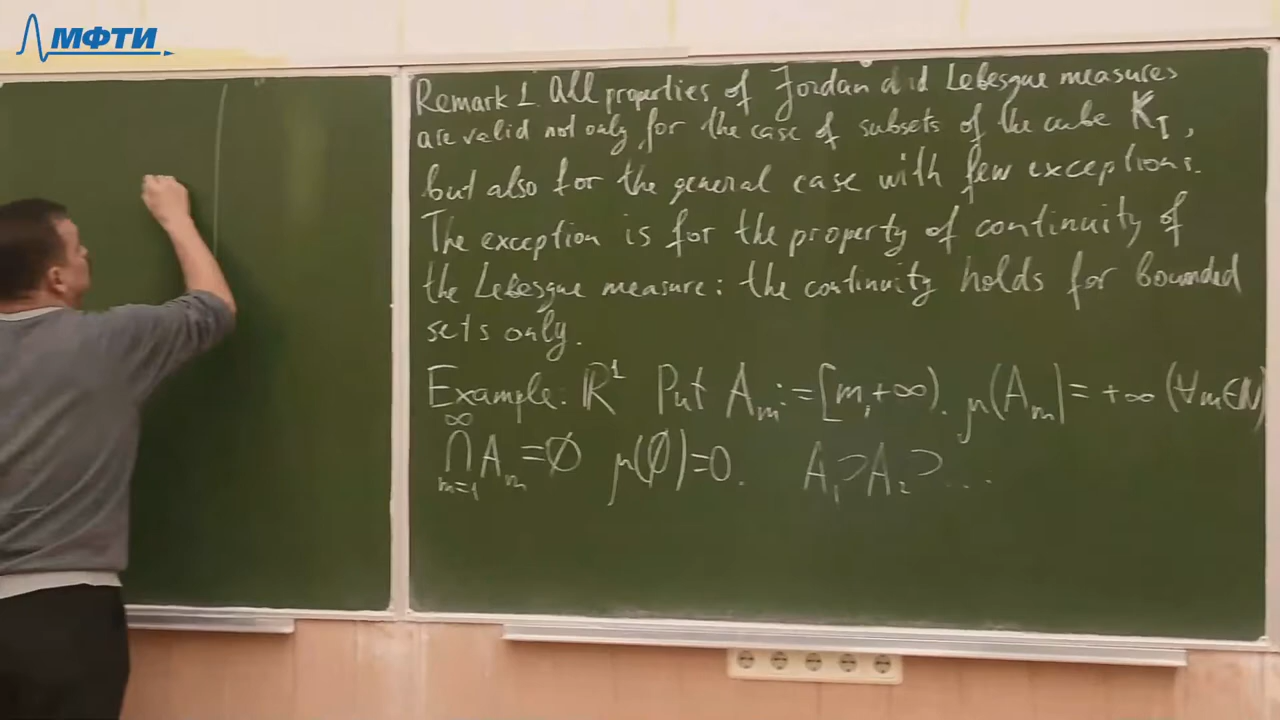 МФТИ
Remark 1. All properties of Jordan and Lebesgue measures
are valid not only for the case of subsets of the cube K_I,
but also for the general case with few exceptions.
The exception is for the property of continuity of
the Lebesgue measure: the continuity holds for bounded
sets only.
Example: ℝ¹ Put A_m := [m, +∞). μ(A_m) = +∞ (∀m∈ℕ)
∞
∩ A_m = ∅ μ(∅) = 0. A₁ ⊃ A₂ ⊃ ...
m=1